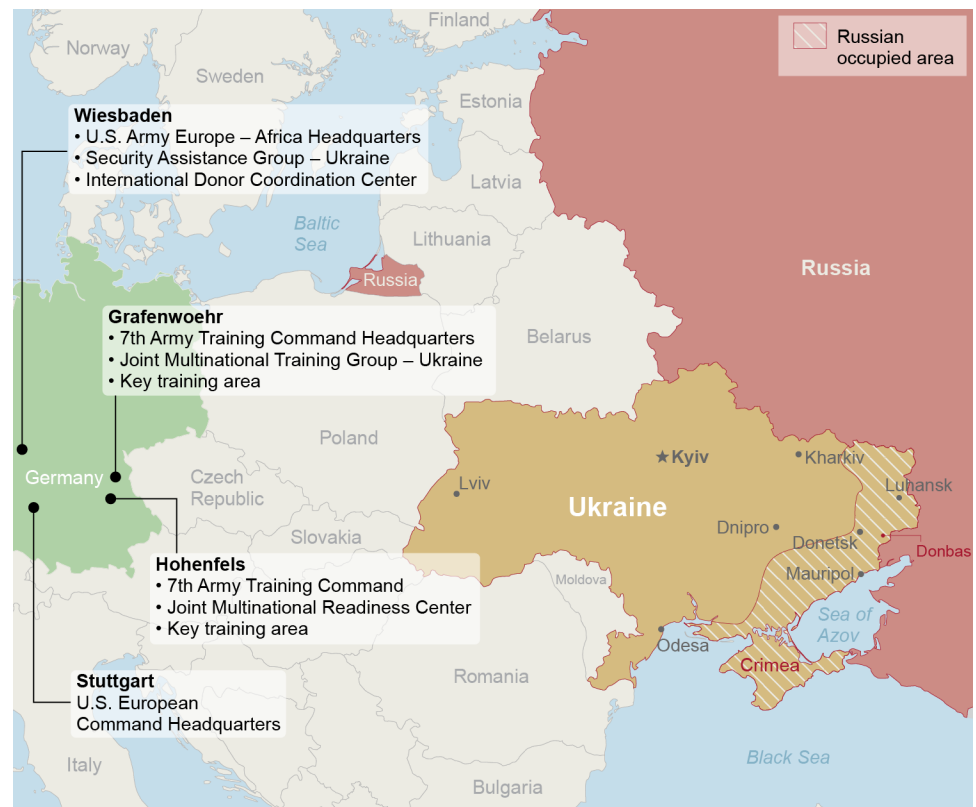 Finland
Norway
Sweden
Russian
occupied area
Estonia
Wiesbaden
• U.S. Army Europe – Africa Headquarters
• Security Assistance Group – Ukraine
• International Donor Coordination Center
Latvia
Baltic
Sea
Lithuania
Russia
Russia
Grafenwoehr
• 7th Army Training Command Headquarters
• Joint Multinational Training Group – Ukraine
• Key training area
Belarus
Poland
Germany
Czech
Republic
Kyiv
Kharkiv
Lviv
Luhansk
Ukraine
Dnipro
Slovakia
Donetsk
Donbas
Hohenfels
• 7th Army Training Command
• Joint Multinational Readiness Center
• Key training area
Moldova
Mauripol
Sea of
Azov
Odesa
Crimea
Romania
Stuttgart
U.S. European
Command Headquarters
Italy
Black Sea
Bulgaria